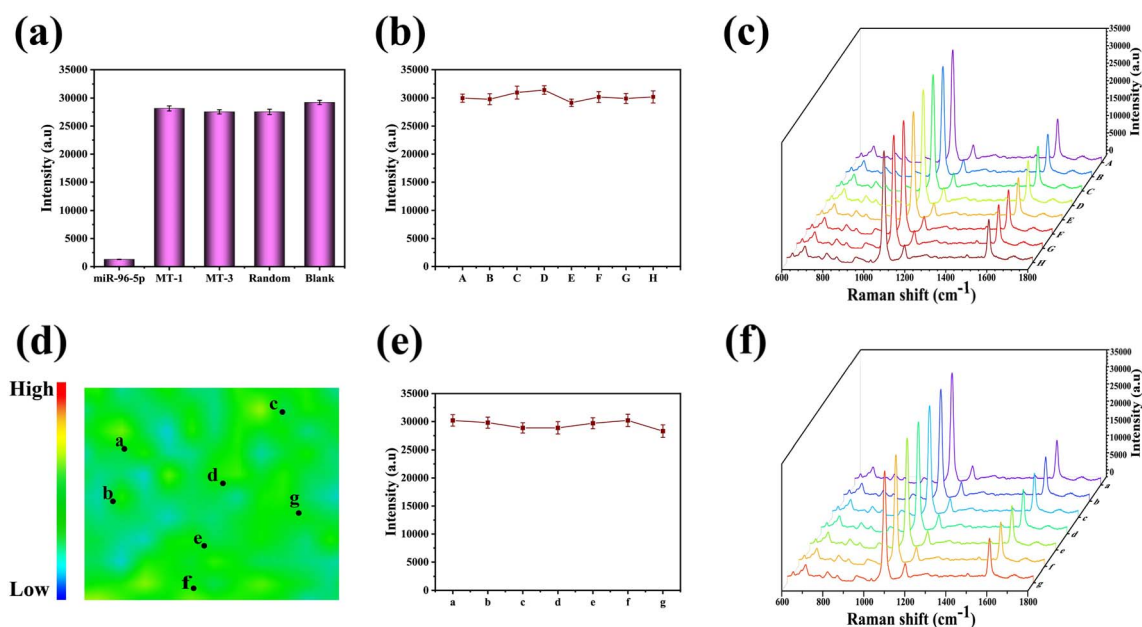 (a)
35000
30000
25000
20000
15000
10000
5000
0
Intensity (a.u)
miR-96-5p MT-1 MT-3 Random Blank
(b)
35000
30000
25000
20000
15000
10000
5000
0
Intensity (a.u)
A B C D E F G H
(c)
35000
30000
25000
20000
15000
10000
5000
0
Intensity (a.u)
A
B
C
D
E
F
G
H
600 800 1000 1200 1400 1600 1800
Raman shift (cm⁻¹)
(d)
High
Low
c
a
d
b
g
e
f
(e)
35000
30000
25000
20000
15000
10000
5000
0
Intensity (a.u)
a b c d e f g
(f)
35000
30000
25000
20000
15000
10000
5000
0
Intensity (a.u)
a
b
c
d
e
f
g
600 800 1000 1200 1400 1600 1800
Raman shift (cm⁻¹)